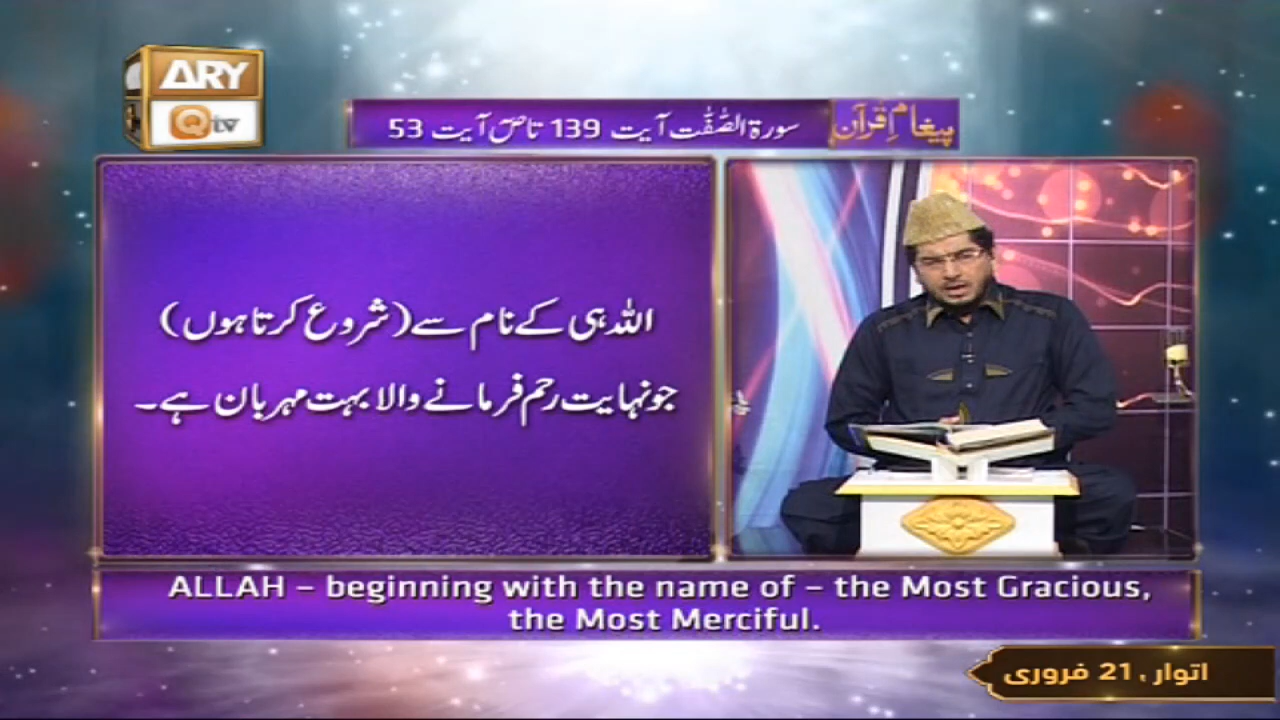 ARY
Qtv
پیغامِ قرآن
سورۃ الصّٰفّٰت آیت 139 تا صٓ آیت 53
اللہ ہی کے نام سے (شروع کرتا ہوں)
جو نہایت رحم فرمانے والا بہت مہربان ہے۔
ALLAH – beginning with the name of – the Most Gracious,
the Most Merciful.
اتوار، 21 فروری